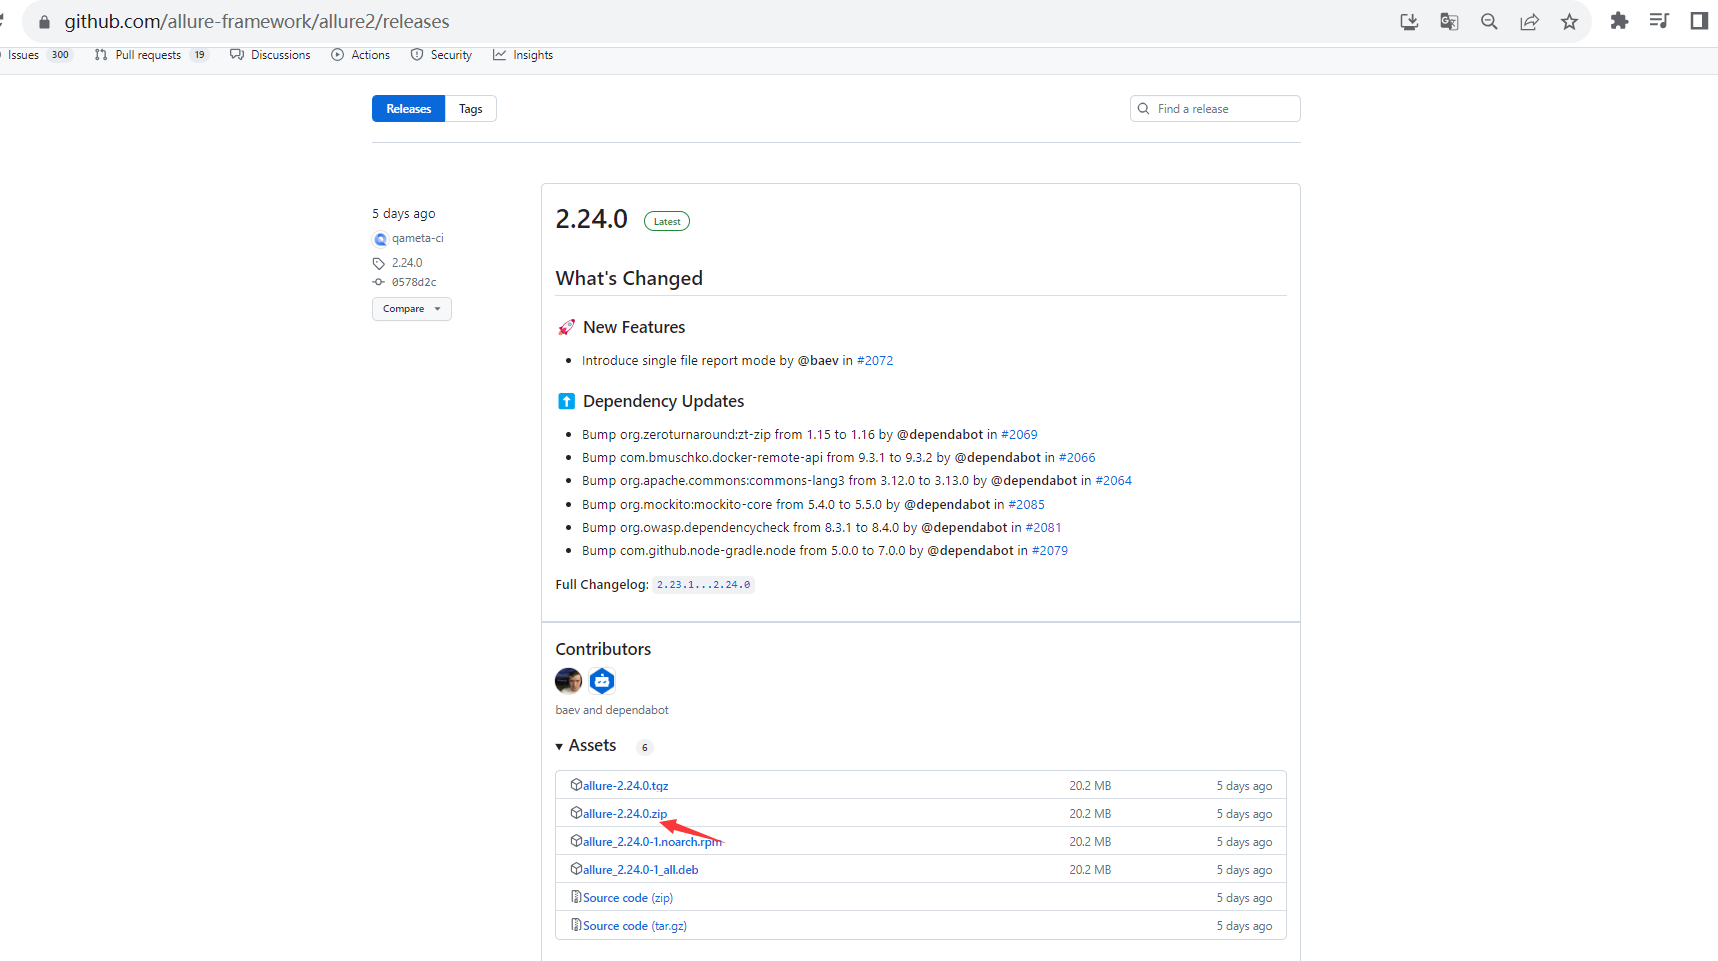 github.com/allure-framework/allure2/releases
Issues 300 Pull requests 19 Discussions Actions Security Insights
Releases Tags Find a release
5 days ago
qameta-ci
2.24.0
0578d2c
Compare
2.24.0 Latest
What's Changed
New Features
Introduce single file report mode by @baev in #2072
Dependency Updates
Bump org.zeroturnaround:zt-zip from 1.15 to 1.16 by @dependabot in #2069
Bump com.bmuschko.docker-remote-api from 9.3.1 to 9.3.2 by @dependabot in #2066
Bump org.apache.commons:commons-lang3 from 3.12.0 to 3.13.0 by @dependabot in #2064
Bump org.mockito:mockito-core from 5.4.0 to 5.5.0 by @dependabot in #2085
Bump org.owasp.dependencycheck from 8.3.1 to 8.4.0 by @dependabot in #2081
Bump com.github.node-gradle.node from 5.0.0 to 7.0.0 by @dependabot in #2079
Full Changelog: 2.23.1...2.24.0
Contributors
baev and dependabot
Assets 6
allure-2.24.0.tgz 20.2 MB 5 days ago
allure-2.24.0.zip 20.2 MB 5 days ago
allure_2.24.0-1.noarch.rpm 20.2 MB 5 days ago
allure_2.24.0-1_all.deb 20.2 MB 5 days ago
Source code (zip) 5 days ago
Source code (tar.gz) 5 days ago